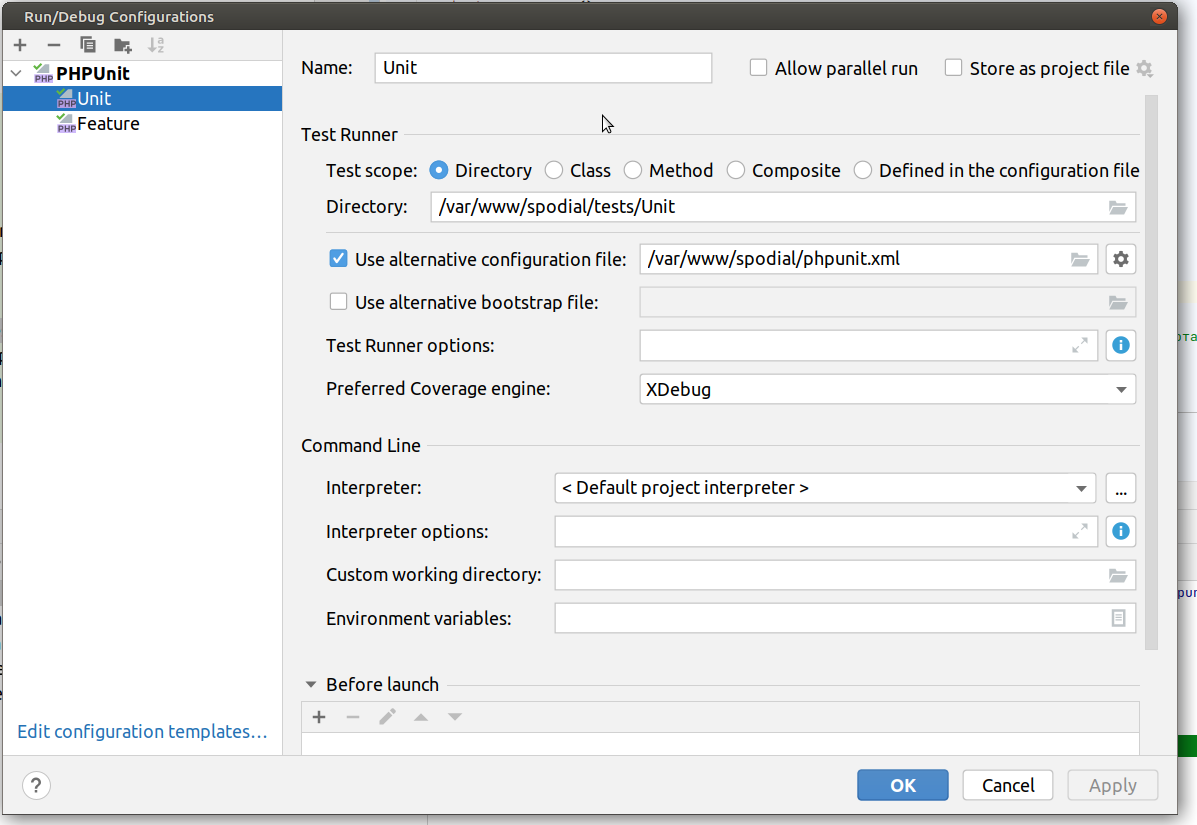 Run/Debug Configurations
PHPUnit
Unit
Feature
Edit configuration templates...
Name: Unit
Allow parallel run
Store as project file
Test Runner
Test scope: Directory Class Method Composite Defined in the configuration file
Directory: /var/www/spodial/tests/Unit
Use alternative configuration file: /var/www/spodial/phpunit.xml
Use alternative bootstrap file:
Test Runner options:
Preferred Coverage engine: XDebug
Command Line
Interpreter: < Default project interpreter > ...
Interpreter options:
Custom working directory:
Environment variables:
Before launch
? OK Cancel Apply